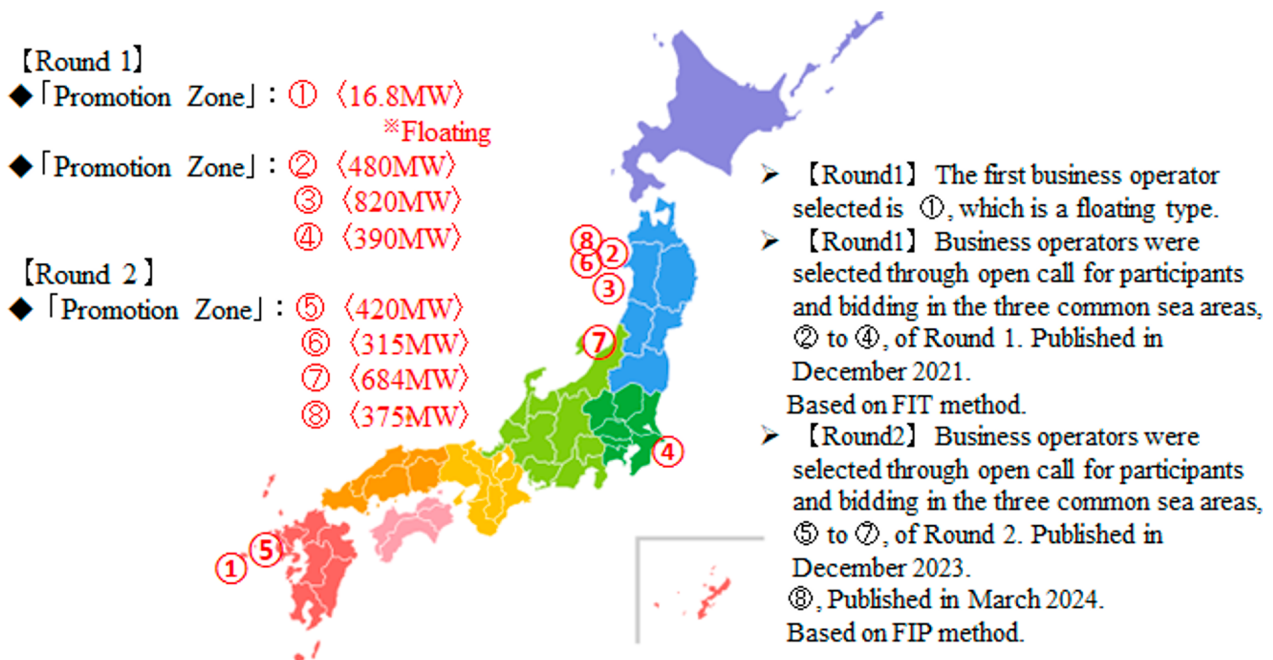 【Round 1】
◆「Promotion Zone」：① 〈16.8MW〉
※Floating
◆「Promotion Zone」：② 〈480MW〉
③ 〈820MW〉
④ 〈390MW〉
【Round 2】
◆「Promotion Zone」：⑤ 〈420MW〉
⑥ 〈315MW〉
⑦ 〈684MW〉
⑧ 〈375MW〉
⑧
②
⑥
③
⑦
④
⑤
①
➢ 【Round1】 The first business operator
selected is ①, which is a floating type.
➢ 【Round1】 Business operators were
selected through open call for participants
and bidding in the three common sea areas,
② to ④, of Round 1. Published in
December 2021.
Based on FIT method.
➢ 【Round2】 Business operators were
selected through open call for participants
and bidding in the three common sea areas,
⑤ to ⑦, of Round 2. Published in
December 2023.
⑧, Published in March 2024.
Based on FIP method.